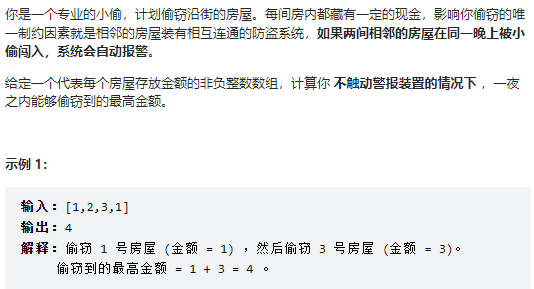 你是一个专业的小偷，计划偷窃沿街的房屋。每间房内都藏有一定的现金，影响你偷窃的唯
一制约因素就是相邻的房屋装有相互连通的防盗系统，如果两间相邻的房屋在同一晚上被小
偷闯入，系统会自动报警。
给定一个代表每个房屋存放金额的非负整数数组，计算你 不触动警报装置的情况下 ，一夜
之内能够偷窃到的最高金额。
示例 1：
输入：[1,2,3,1]
输出：4
解释：偷窃 1 号房屋 (金额 = 1) ，然后偷窃 3 号房屋 (金额 = 3)。
偷窃到的最高金额 = 1 + 3 = 4 。